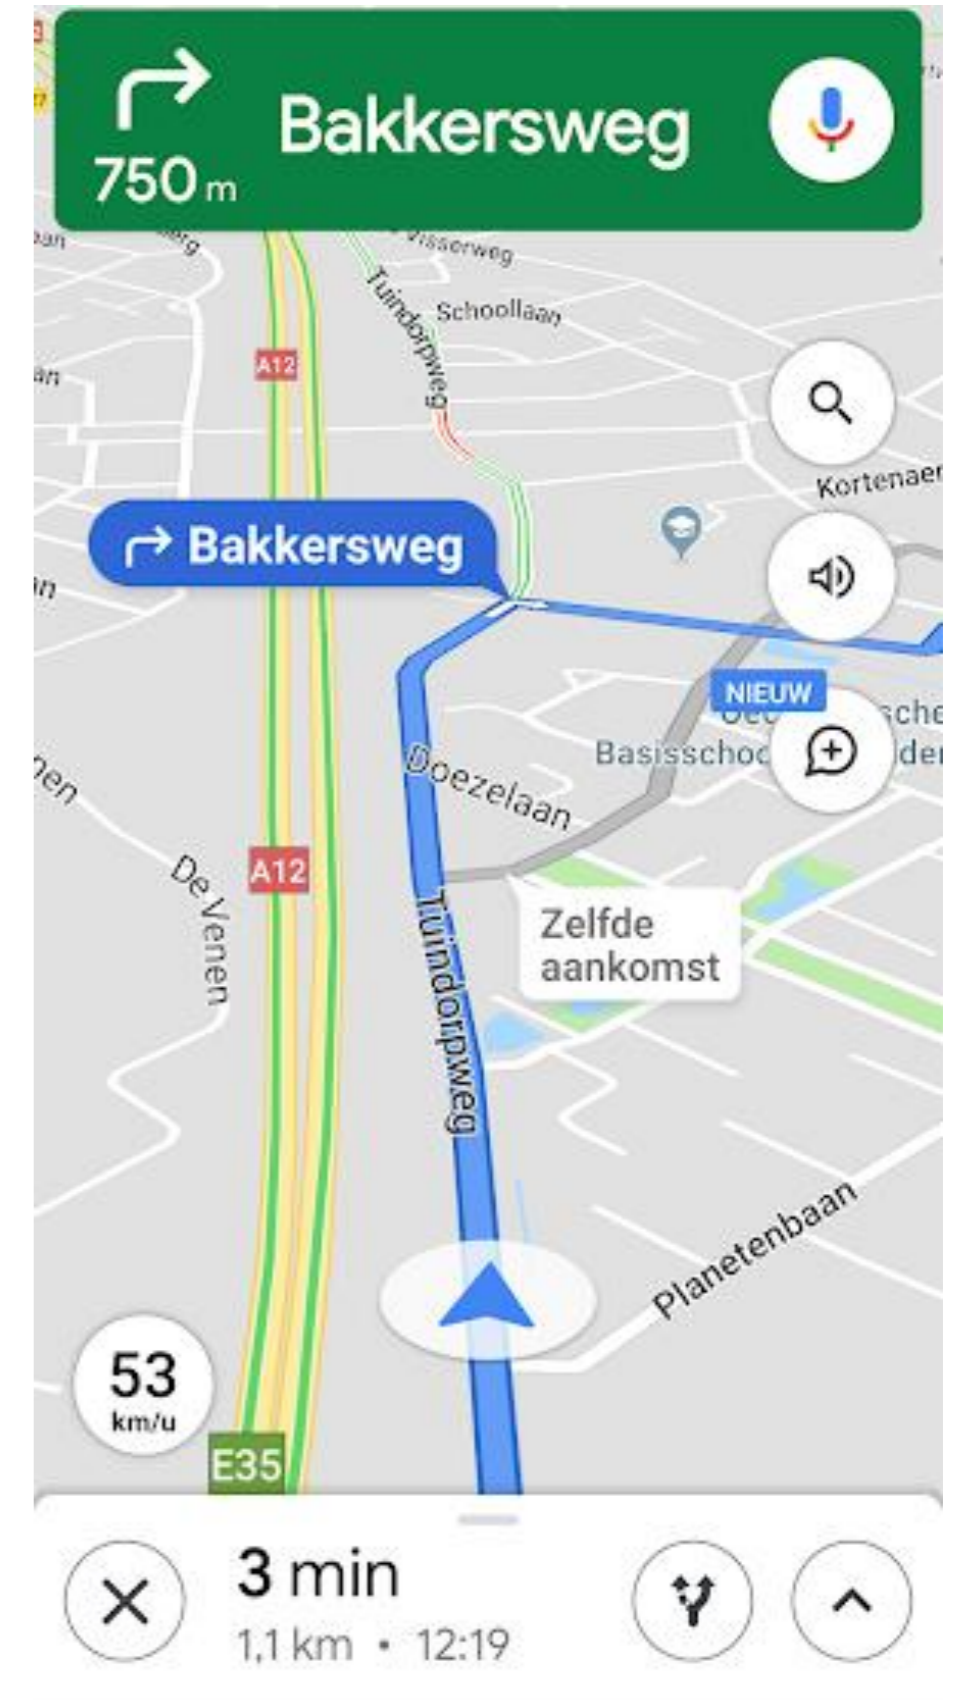 Bakkersweg
750 m
Visserweg
Tuindorpweg
Schoollaan
A12
Kortenaer
Bakkersweg
NIEUW
Doezelaan
Basisschoo
A12
De Venen
Zelfde
aankomst
Tuindorpweg
Planetenbaan
53
km/u
E35
3 min
1,1 km • 12:19